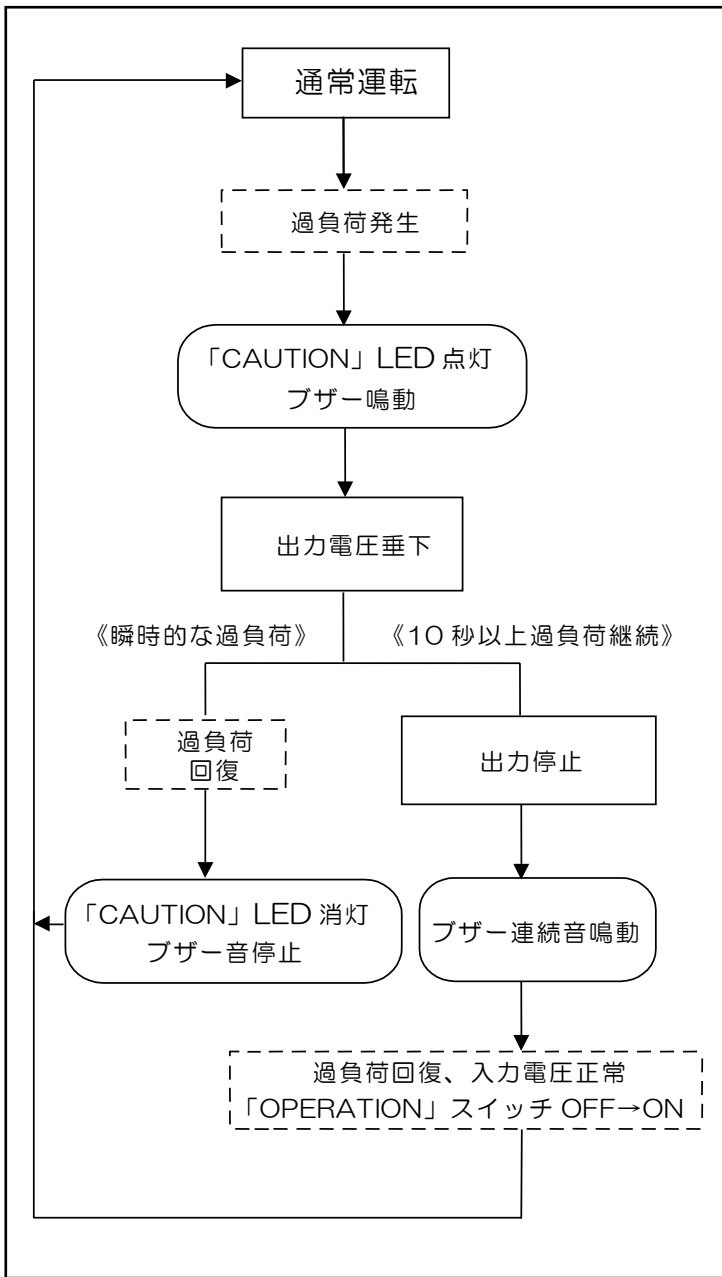 通常運転
過負荷発生
「CAUTION」LED 点灯
ブザー鳴動
出力電圧垂下
《瞬時的な過負荷》
《10 秒以上過負荷継続》
過負荷
回復
出力停止
「CAUTION」LED 消灯
ブザー音停止
ブザー連続音鳴動
過負荷回復、入力電圧正常
「OPERATION」スイッチ OFF→ON